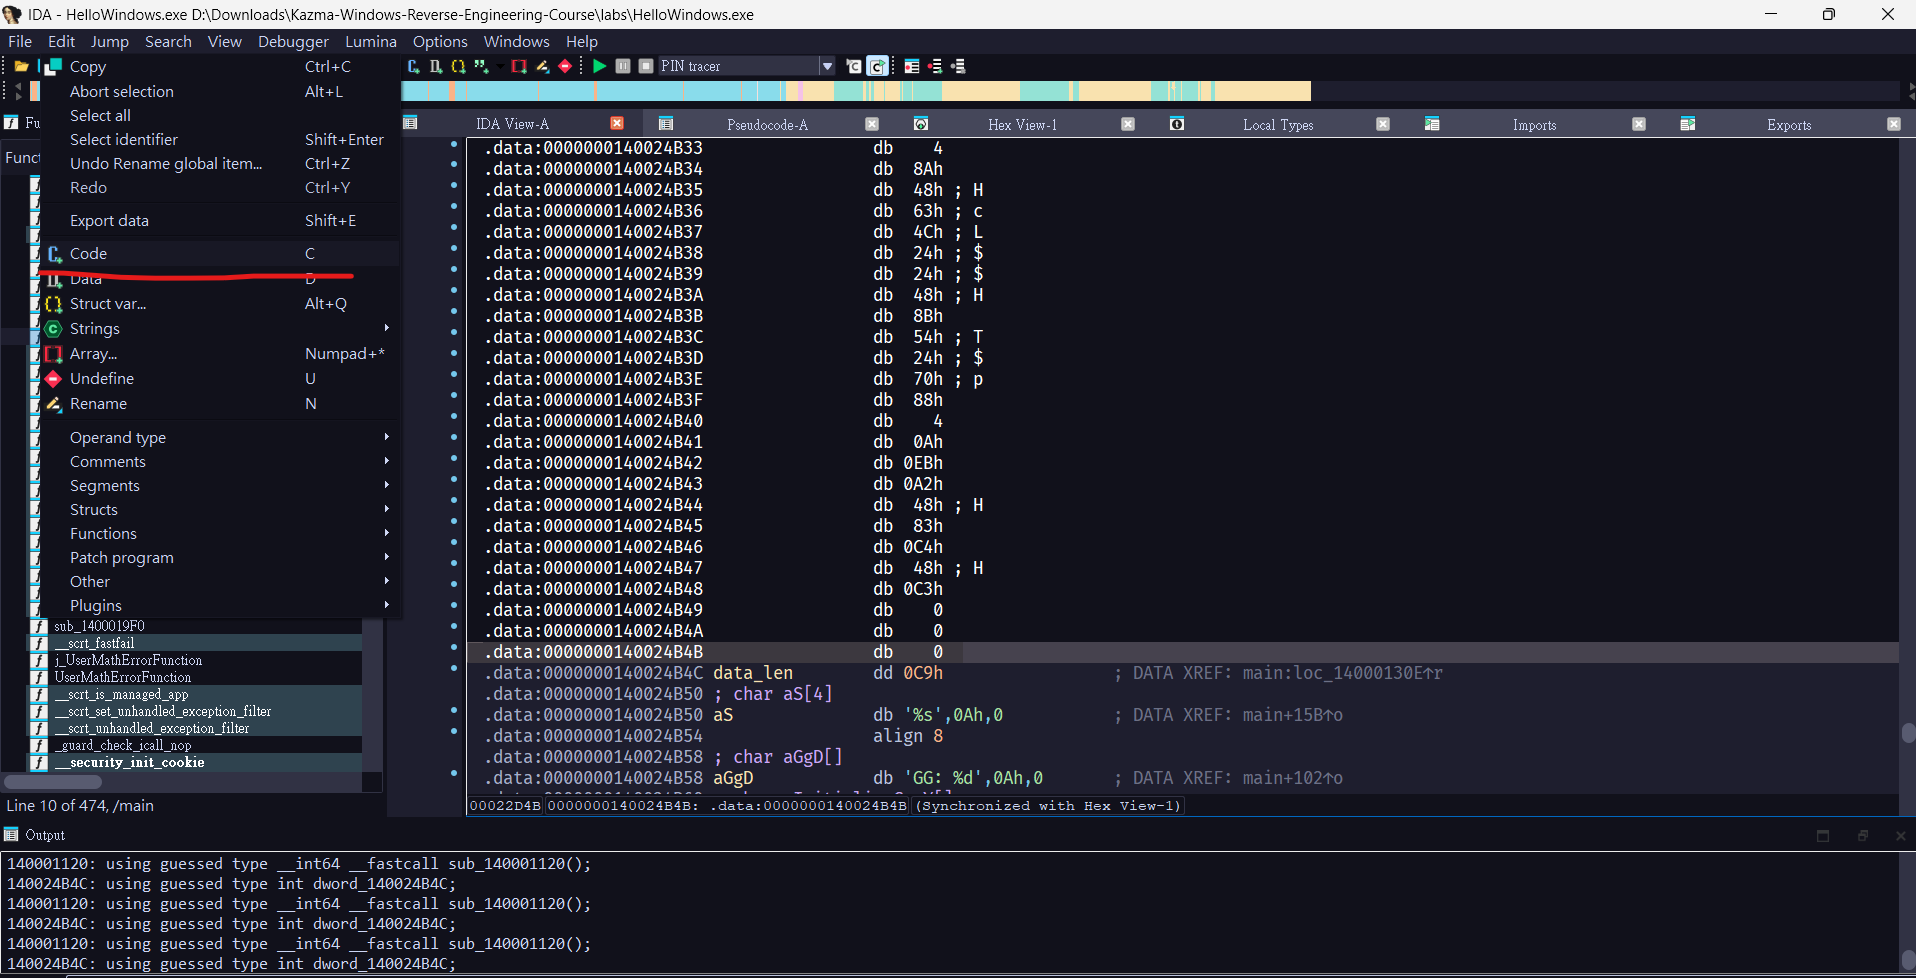 IDA - HelloWindows.exe D:\Downloads\Kazma-Windows-Reverse-Engineering-Course\labs\HelloWindows.exe
File Edit Jump Search View Debugger Lumina Options Windows Help
Copy Ctrl+C
PIN tracer
Abort selection Alt+L
Select all
Select identifier Shift+Enter
Undo Rename global item... Ctrl+Z
Redo Ctrl+Y
Export data Shift+E
Code C
Data D
Struct var... Alt+Q
Strings
Array... Numpad+*
Undefine U
Rename N
Operand type
Comments
Segments
Structs
Functions
Patch program
Other
Plugins
Fu
Funct
sub_1400019F0
__scrt_fastfail
j_UserMathErrorFunction
UserMathErrorFunction
__scrt_is_managed_app
__scrt_set_unhandled_exception_filter
__scrt_unhandled_exception_filter
_guard_check_icall_nop
__security_init_cookie
Line 10 of 474, /main
IDA View-A Pseudocode-A Hex View-1 Local Types Imports Exports
.data:0000000140024B33 db 4
.data:0000000140024B34 db 8Ah
.data:0000000140024B35 db 48h ; H
.data:0000000140024B36 db 63h ; c
.data:0000000140024B37 db 4Ch ; L
.data:0000000140024B38 db 24h ; $
.data:0000000140024B39 db 24h ; $
.data:0000000140024B3A db 48h ; H
.data:0000000140024B3B db 8Bh
.data:0000000140024B3C db 54h ; T
.data:0000000140024B3D db 24h ; $
.data:0000000140024B3E db 70h ; p
.data:0000000140024B3F db 88h
.data:0000000140024B40 db 4
.data:0000000140024B41 db 0Ah
.data:0000000140024B42 db 0EBh
.data:0000000140024B43 db 0A2h
.data:0000000140024B44 db 48h ; H
.data:0000000140024B45 db 83h
.data:0000000140024B46 db 0C4h
.data:0000000140024B47 db 48h ; H
.data:0000000140024B48 db 0C3h
.data:0000000140024B49 db 0
.data:0000000140024B4A db 0
.data:0000000140024B4B db 0
.data:0000000140024B4C data_len dd 0C9h ; DATA XREF: main:loc_14000130E↑r
.data:0000000140024B50 ; char aS[4]
.data:0000000140024B50 aS db '%s',0Ah,0 ; DATA XREF: main+15B↑o
.data:0000000140024B54 align 8
.data:0000000140024B58 ; char aGgD[]
.data:0000000140024B58 aGgD db 'GG: %d',0Ah,0 ; DATA XREF: main+102↑o
00022D4B 0000000140024B4B: .data:0000000140024B4B (Synchronized with Hex View-1)
Output
140001120: using guessed type __int64 __fastcall sub_140001120();
140024B4C: using guessed type int dword_140024B4C;
140001120: using guessed type __int64 __fastcall sub_140001120();
140024B4C: using guessed type int dword_140024B4C;
140001120: using guessed type __int64 __fastcall sub_140001120();
140024B4C: using guessed type int dword_140024B4C;